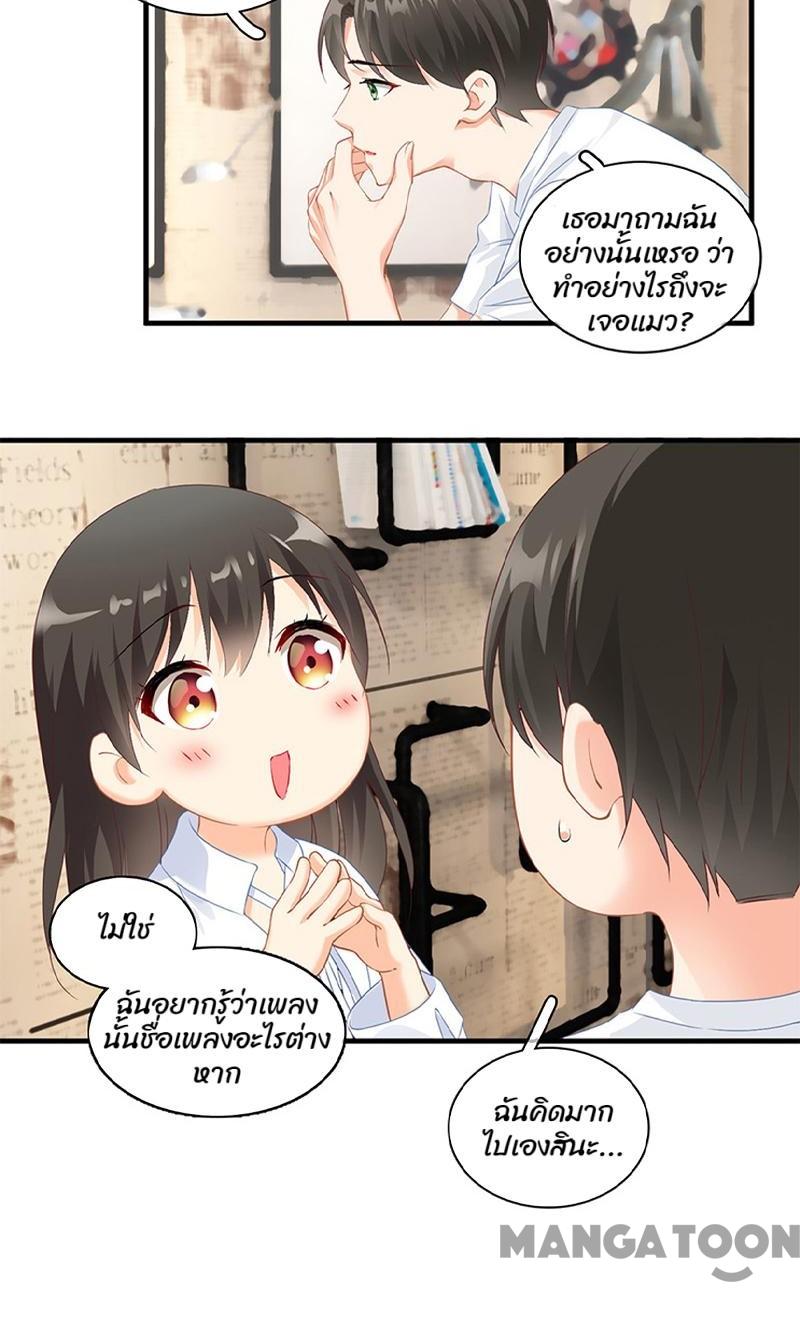 เธอมาถามฉัน
อย่างนั้นเหรอ ว่า
ทำอย่างไรถึงจะ
เจอแมว?
ields
theory
ไม่ใช่
ฉันอยากรู้ว่าเพลง
นั้นชื่อเพลงอะไรต่าง
หาก
ฉันคิดมาก
ไปเองสินะ...
MANGATOON